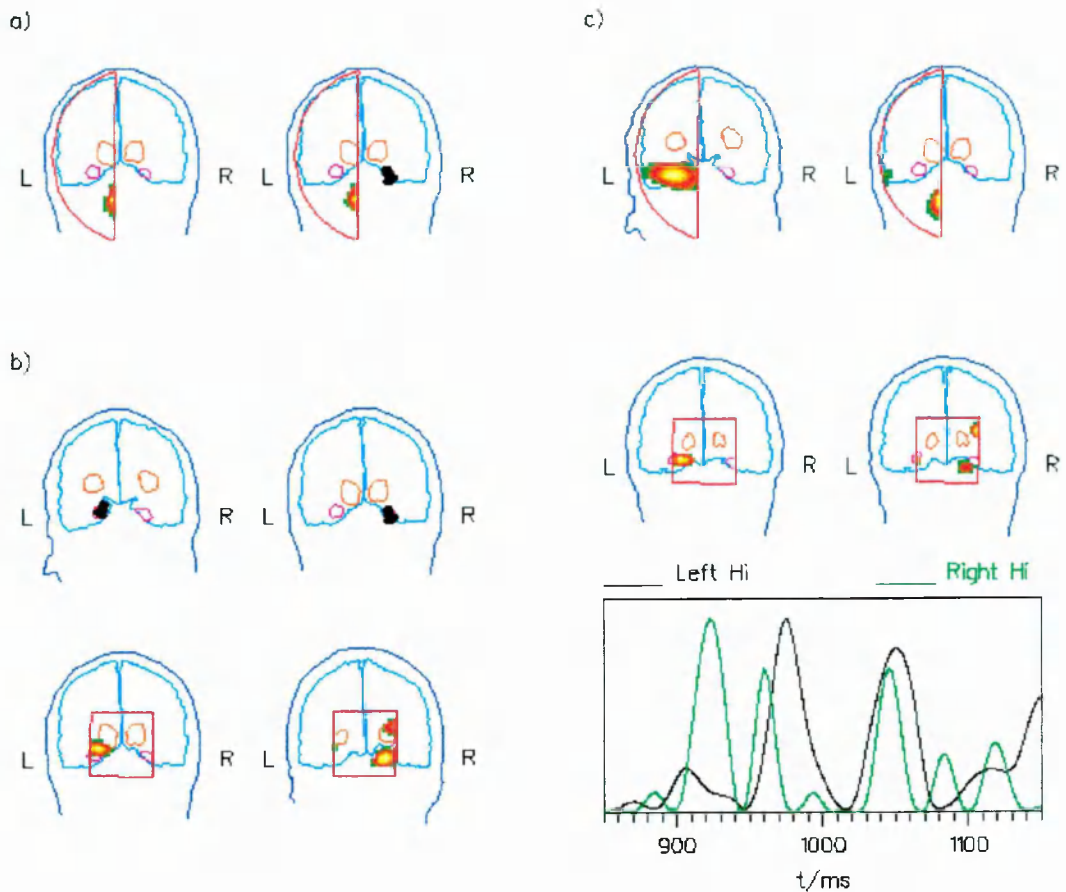 a)
L R L R
b)
L R L R
L R L R
c)
L R L R
L R L R
Left Hi Right Hi
900 1000 1100
t/ms